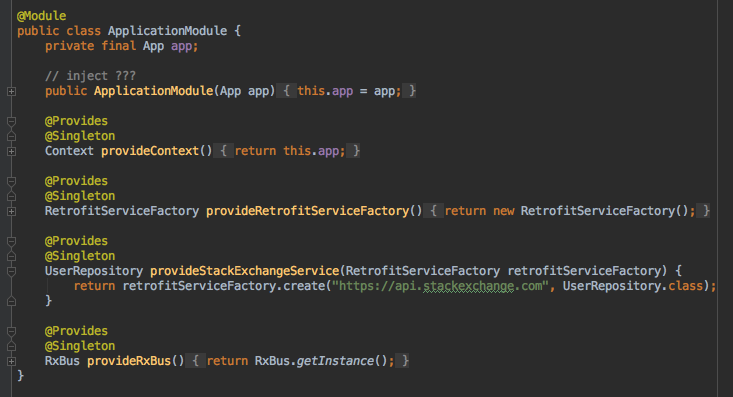 @Module
public class ApplicationModule {
    private final App app;
    // inject ???
    public ApplicationModule(App app) { this.app = app; }
    @Provides
    @Singleton
    Context provideContext() { return this.app; }
    @Provides
    @Singleton
    RetrofitServiceFactory provideRetrofitServiceFactory() { return new RetrofitServiceFactory(); }
    @Provides
    @Singleton
    UserRepository provideStackExchangeService(RetrofitServiceFactory retrofitServiceFactory) {
        return retrofitServiceFactory.create("https://api.stackexchange.com", UserRepository.class);
    }
    @Provides
    @Singleton
    RxBus provideRxBus() { return RxBus.getInstance(); }
}